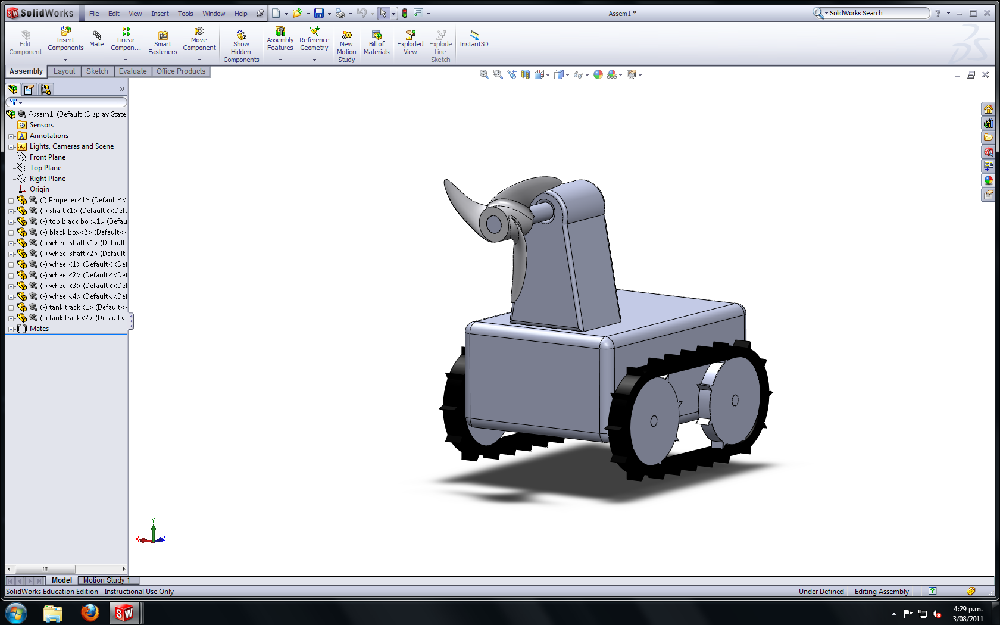 SolidWorks File Edit View Insert Tools Window Help Assem1 * SolidWorks Search
Edit Component
Insert Components
Mate
Linear Compon...
Smart Fasteners
Move Component
Show Hidden Components
Assembly Features
Reference Geometry
New Motion Study
Bill of Materials
Exploded View
Explode Line Sketch
Instant3D
Assembly Layout Sketch Evaluate Office Products
Assem1 (Default<Display State-
Sensors
Annotations
Lights, Cameras and Scene
Front Plane
Top Plane
Right Plane
Origin
(f) Propeller<1> (Default<<
(-) shaft<1> (Default<<Defa
(-) top black box<1> (Defau
(-) black box<2> (Default<<
(-) wheel shaft<1> (Default<
(-) wheel shaft<2> (Default<
(-) wheel<1> (Default<<Def
(-) wheel<2> (Default<<Def
(-) wheel<3> (Default<<Def
(-) wheel<4> (Default<<Def
(-) tank track<1> (Default<<
(-) tank track<2> (Default<<
Mates
Y
X Z
Model Motion Study 1
SolidWorks Education Edition - Instructional Use Only Under Defined Editing Assembly
SW 4:29 p.m.
3/08/2011